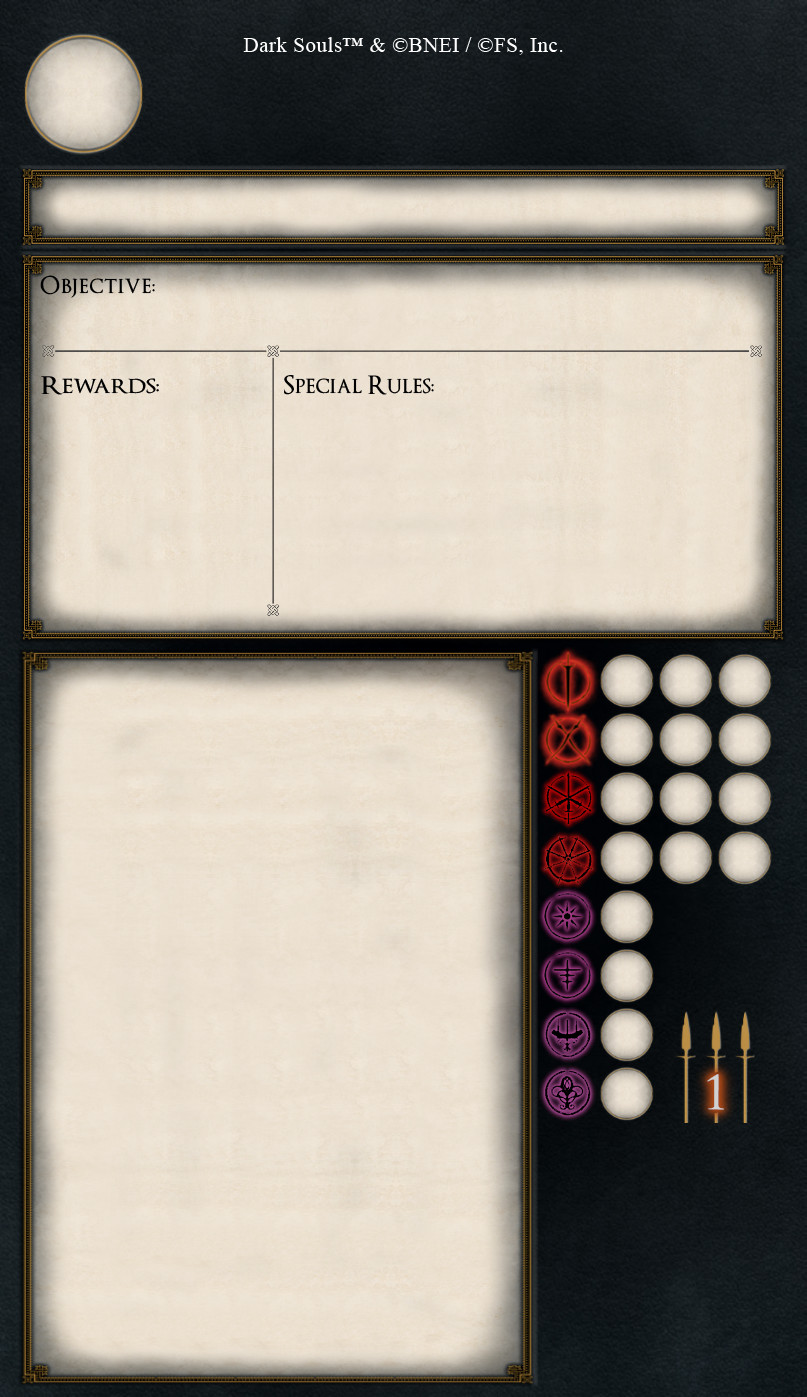 Dark Souls™ & ©BNEI / ©FS, Inc.
Objective:
Rewards:
Special Rules:
1